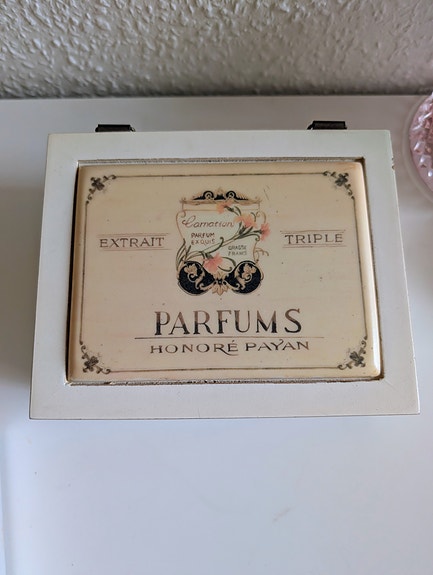 Carnation
PARFUM
EXQUIS
GRASSE
FRANCE
EXTRAIT
TRIPLE
PARFUMS
HONORÉ PAYAN